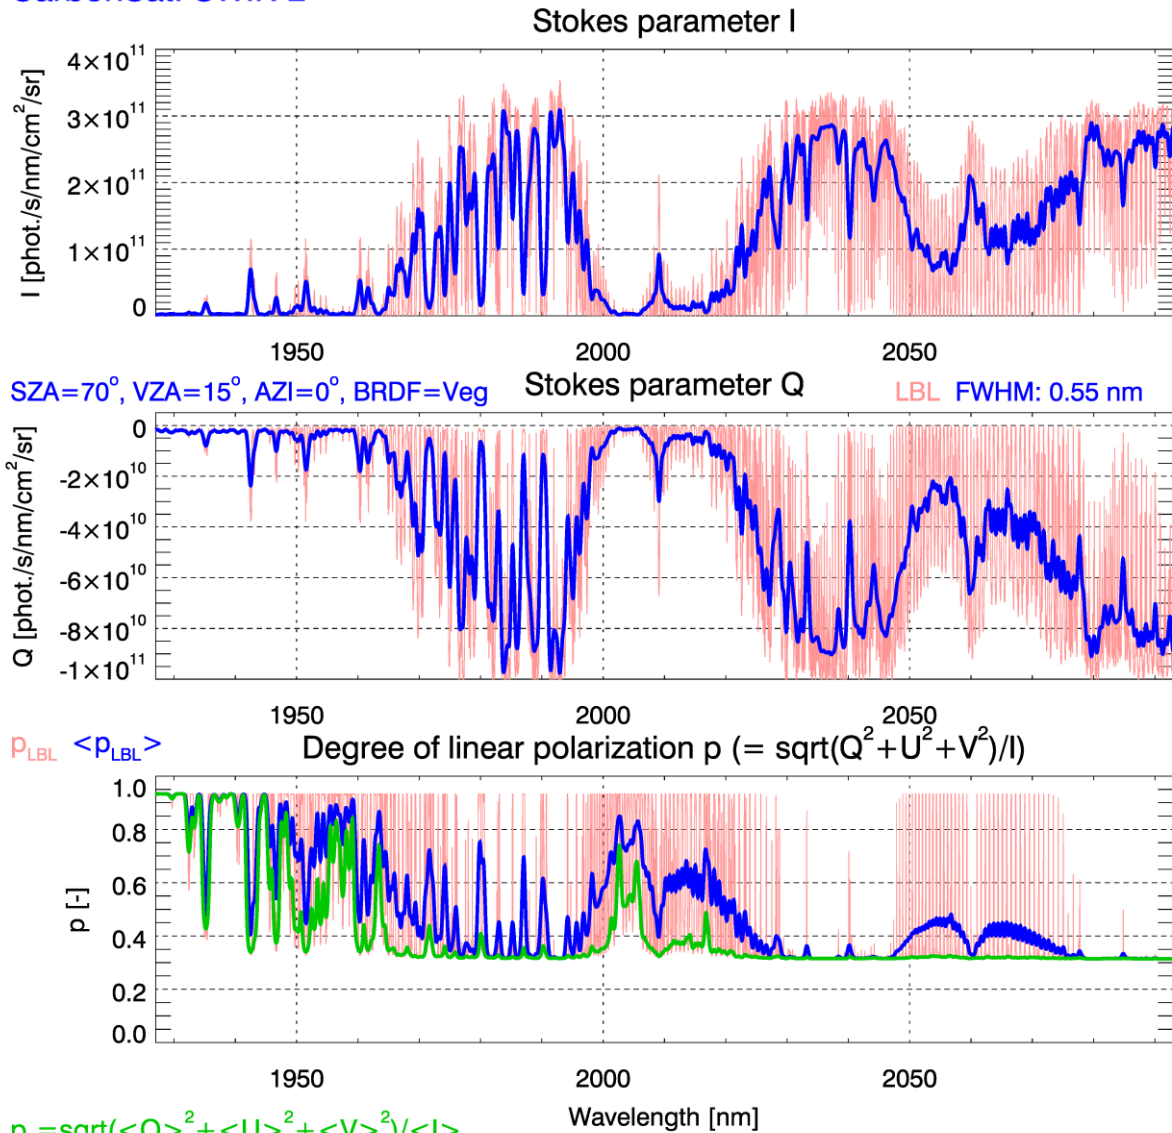 Stokes parameter I
4×10¹¹
3×10¹¹
2×10¹¹
1×10¹¹
0
I [phot./s/nm/cm²/sr]
1950 2000 2050
SZA=70°, VZA=15°, AZI=0°, BRDF=Veg Stokes parameter Q LBL FWHM: 0.55 nm
0
-2×10¹⁰
-4×10¹⁰
-6×10¹⁰
-8×10¹⁰
-1×10¹¹
Q [phot./s/nm/cm²/sr]
1950 2000 2050
p_LBL <p_LBL> Degree of linear polarization p (= sqrt(Q²+U²+V²)/I)
1.0
0.8
0.6
0.4
0.2
0.0
p [-]
1950 2000 2050
Wavelength [nm]
p =sqrt(<Q>²+<U>²+<V>²)/<I>